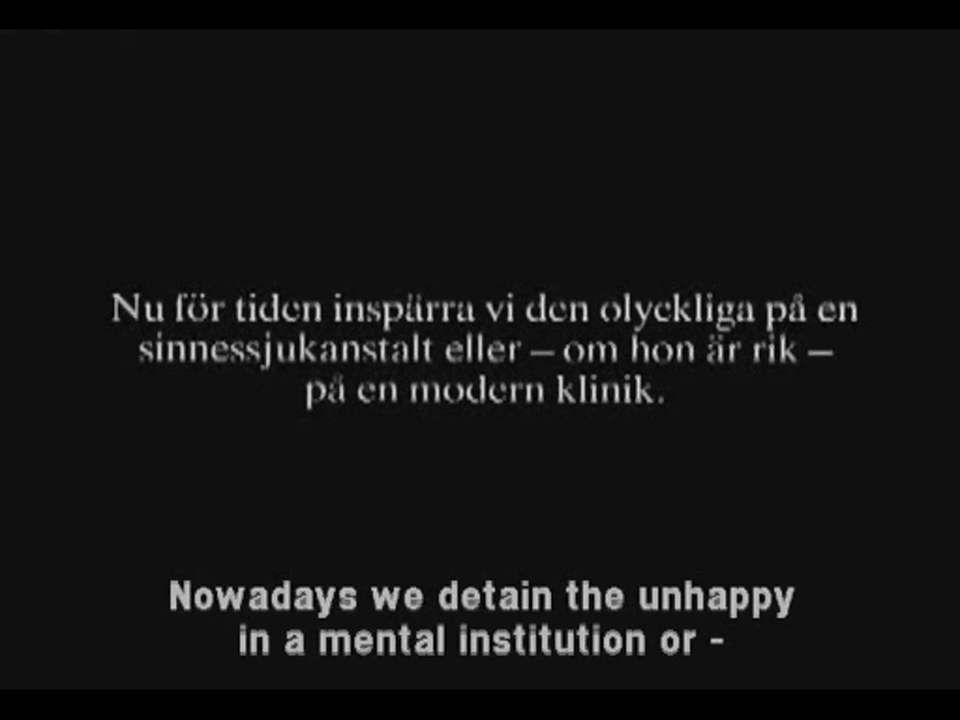 Nu för tiden inspärra vi den olyckliga på en
sinnessjukanstalt eller – om hon är rik –
på en modern klinik.
Nowadays we detain the unhappy
in a mental institution or -